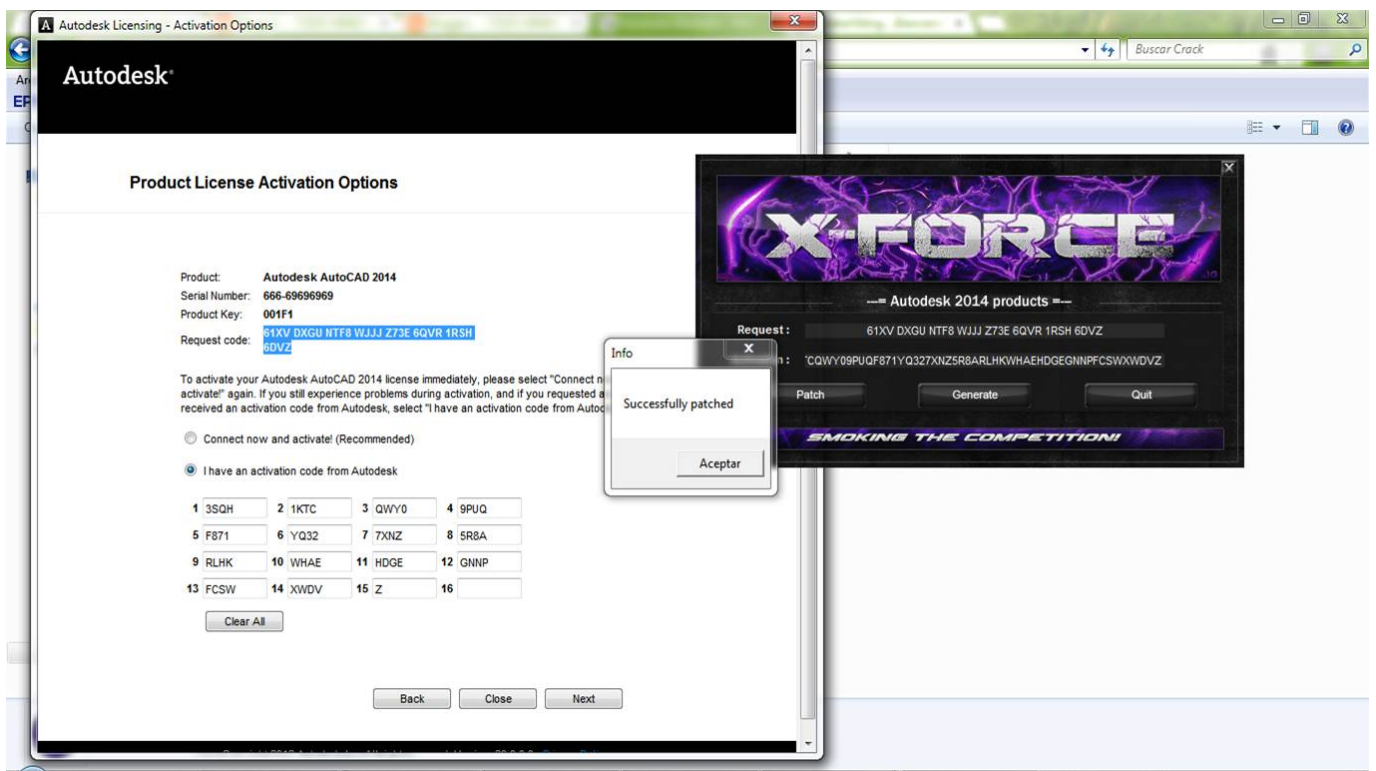 Autodesk Licensing - Activation Options
Buscar Crack
Autodesk
Product License Activation Options
Product: Autodesk AutoCAD 2014
Serial Number: 666-69696969
Product Key: 001F1
Request code: 61XV DXGU NTF8 WJJJ Z73E 6QVR 1RSH
6DVZ
To activate your Autodesk AutoCAD 2014 license immediately, please select "Connect
activate!" again. If you still experience problems during activation, and if you requested
received an activation code from Autodesk, select "I have an activation code from
Connect now and activate! (Recommended)
I have an activation code from Autodesk
1 3SQH 2 1KTC 3 QWY0 4 9PUQ
5 F871 6 YQ32 7 7XNZ 8 5R8A
9 RLHK 10 WHAE 11 HDGE 12 GNNP
13 FCSW 14 XWDV 15 Z 16
Clear All
Back Close Next
X-FORCE
---= Autodesk 2014 products =---
Request : 61XV DXGU NTF8 WJJJ Z73E 6QVR 1RSH 6DVZ
CQWY09PUQF871YQ327XNZ5R8ARLHKWHAEHDGEGNNPFCSWXWDVZ
Patch Generate Quit
SMOKING THE COMPETITION!
Info
Successfully patched
Aceptar